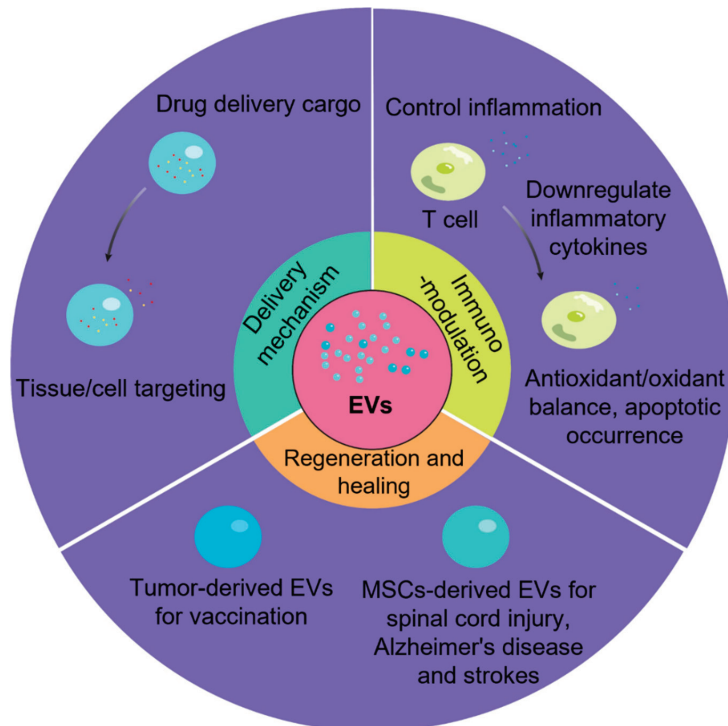 Drug delivery cargo
Tissue/cell targeting
Control inflammation
T cell
Downregulate
inflammatory
cytokines
Antioxidant/oxidant
balance, apoptotic
occurrence
Delivery
mechanism
Immuno
-modulation
EVs
Regeneration and
healing
Tumor-derived EVs
for vaccination
MSCs-derived EVs for
spinal cord injury,
Alzheimer's disease
and strokes